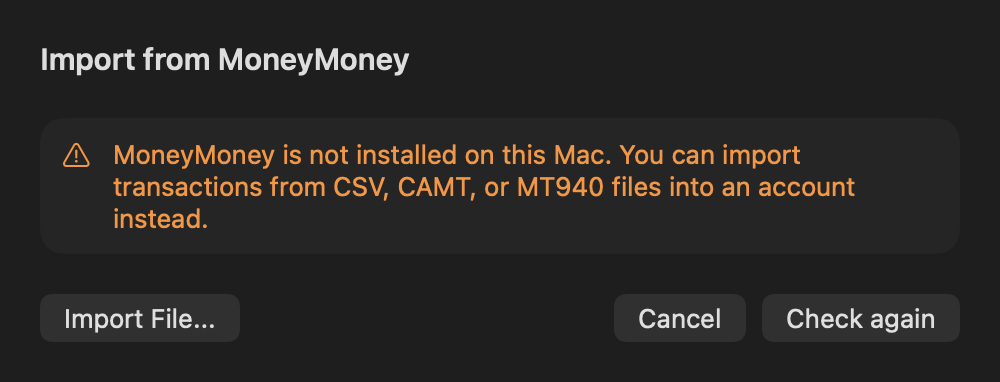 Import from MoneyMoney
MoneyMoney is not installed on this Mac. You can import
transactions from CSV, CAMT, or MT940 files into an account
instead.
Import File...
Cancel
Check again